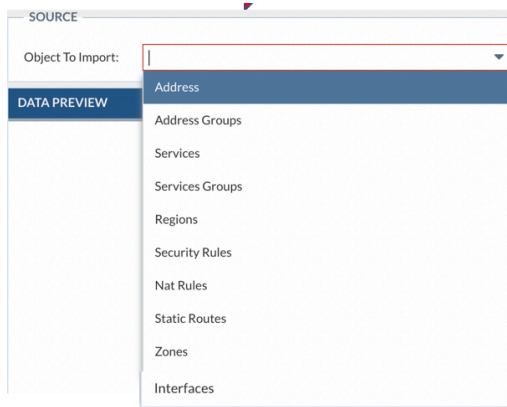 SOURCE
Object To Import:
DATA PREVIEW
Address
Address Groups
Services
Services Groups
Regions
Security Rules
Nat Rules
Static Routes
Zones
Interfaces